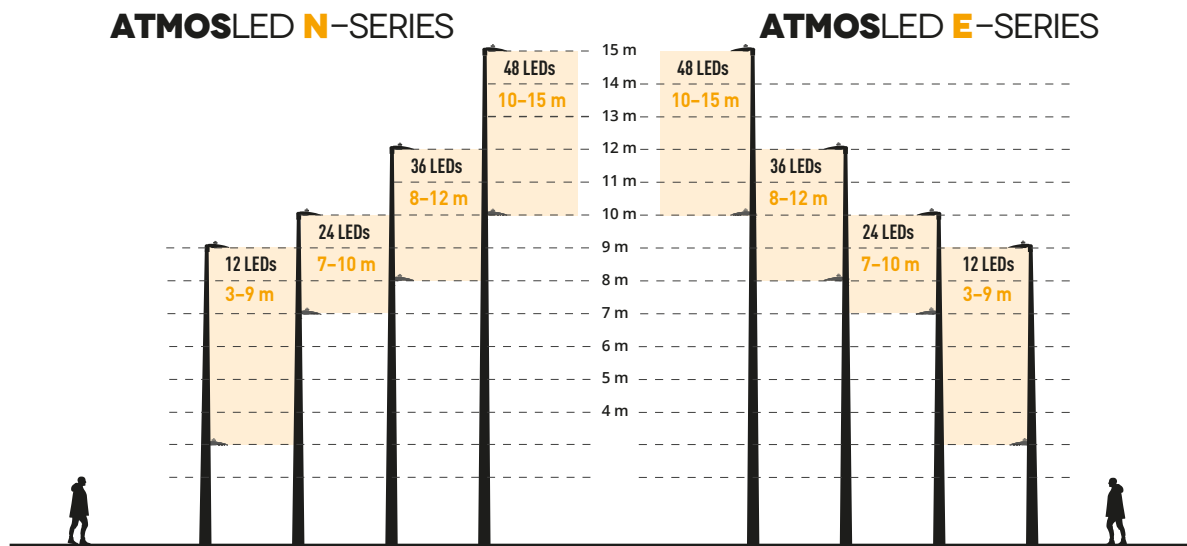 ATMOSLED N–SERIES
ATMOSLED E–SERIES
48 LEDs
10–15 m
36 LEDs
8–12 m
24 LEDs
7–10 m
12 LEDs
3–9 m
15 m
14 m
13 m
12 m
11 m
10 m
9 m
8 m
7 m
6 m
5 m
4 m
48 LEDs
10–15 m
36 LEDs
8–12 m
24 LEDs
7–10 m
12 LEDs
3–9 m